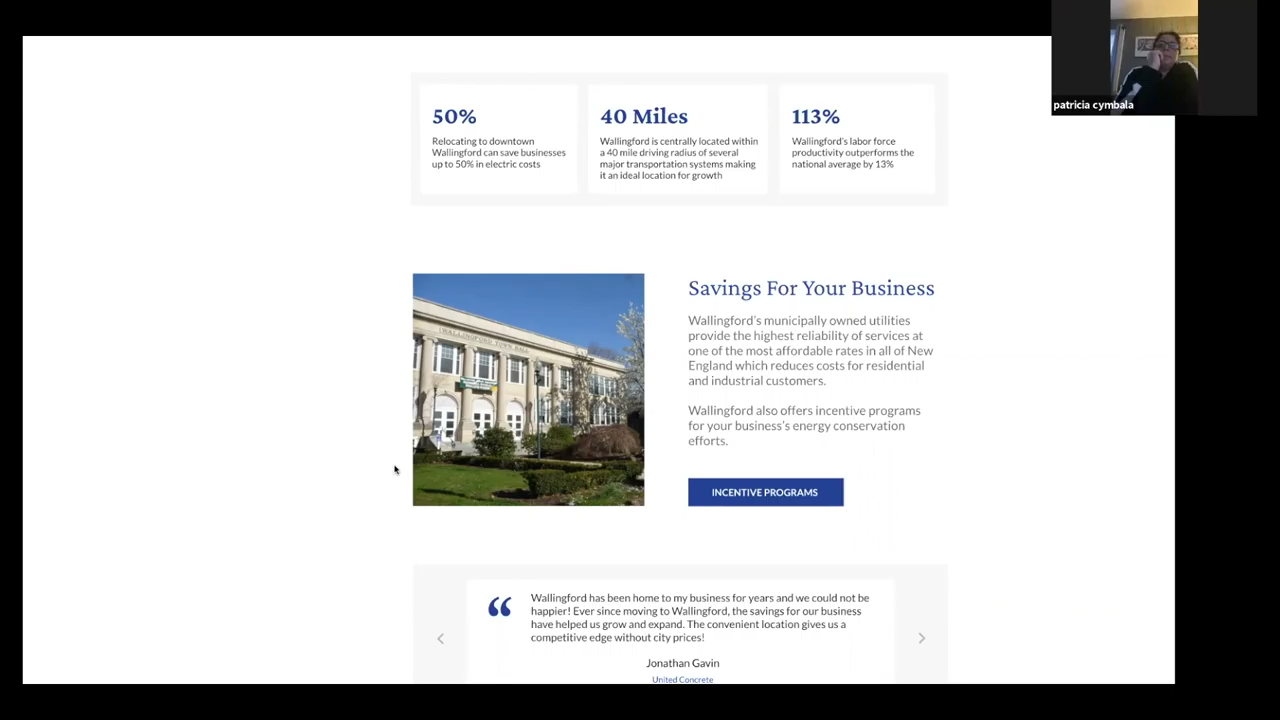 patricia cymbala
50%
Relocating to downtown
Wallingford can save businesses
up to 50% in electric costs
40 Miles
Wallingford is centrally located within
a 40 mile driving radius of several
major transportation systems making
it an ideal location for growth
113%
Wallingford's labor force
productivity outperforms the
national average by 13%
WALLINGFORD TOWN HALL
Savings For Your Business
Wallingford's municipally owned utilities
provide the highest reliability of services at
one of the most affordable rates in all of New
England which reduces costs for residential
and industrial customers.
Wallingford also offers incentive programs
for your business's energy conservation
efforts.
INCENTIVE PROGRAMS
“
Wallingford has been home to my business for years and we could not be
happier! Ever since moving to Wallingford, the savings for our business
have helped us grow and expand. The convenient location gives us a
competitive edge without city prices!
Jonathan Gavin
United Concrete